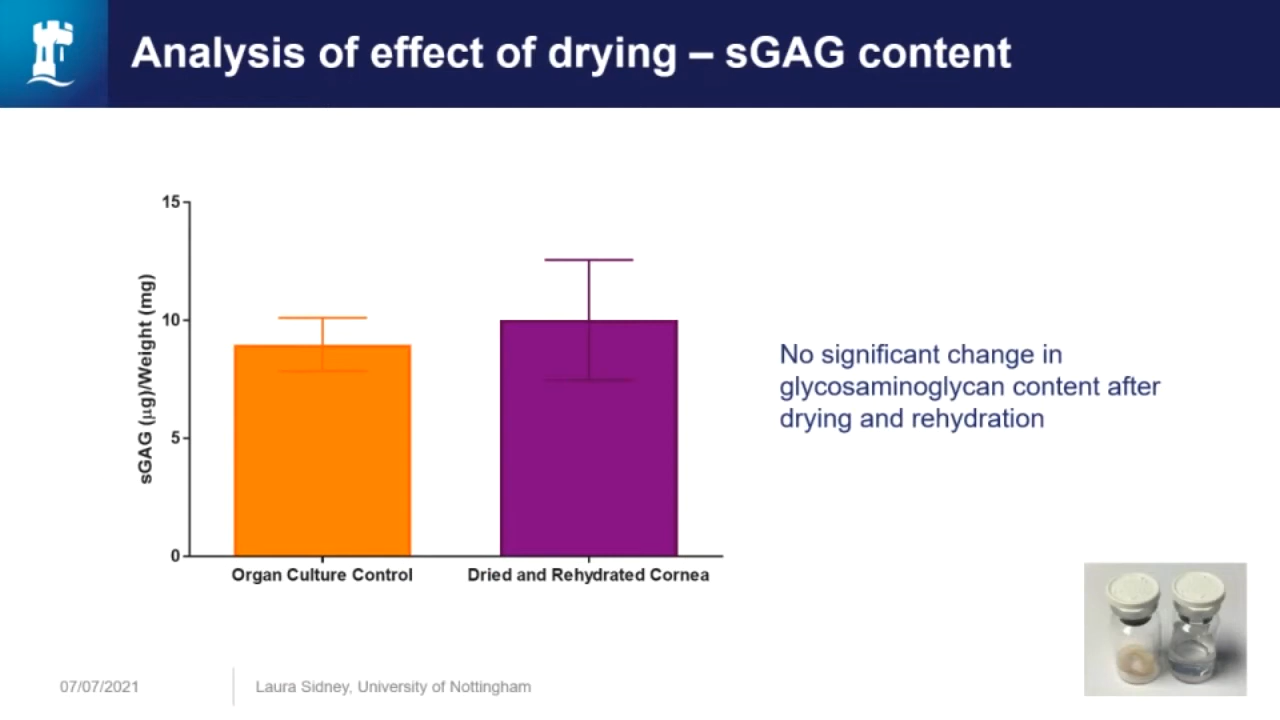 Analysis of effect of drying – sGAG content
15
10
5
0
sGAG (µg)/Weight (mg)
Organ Culture Control
Dried and Rehydrated Cornea
No significant change in
glycosaminoglycan content after
drying and rehydration
07/07/2021
Laura Sidney, University of Nottingham